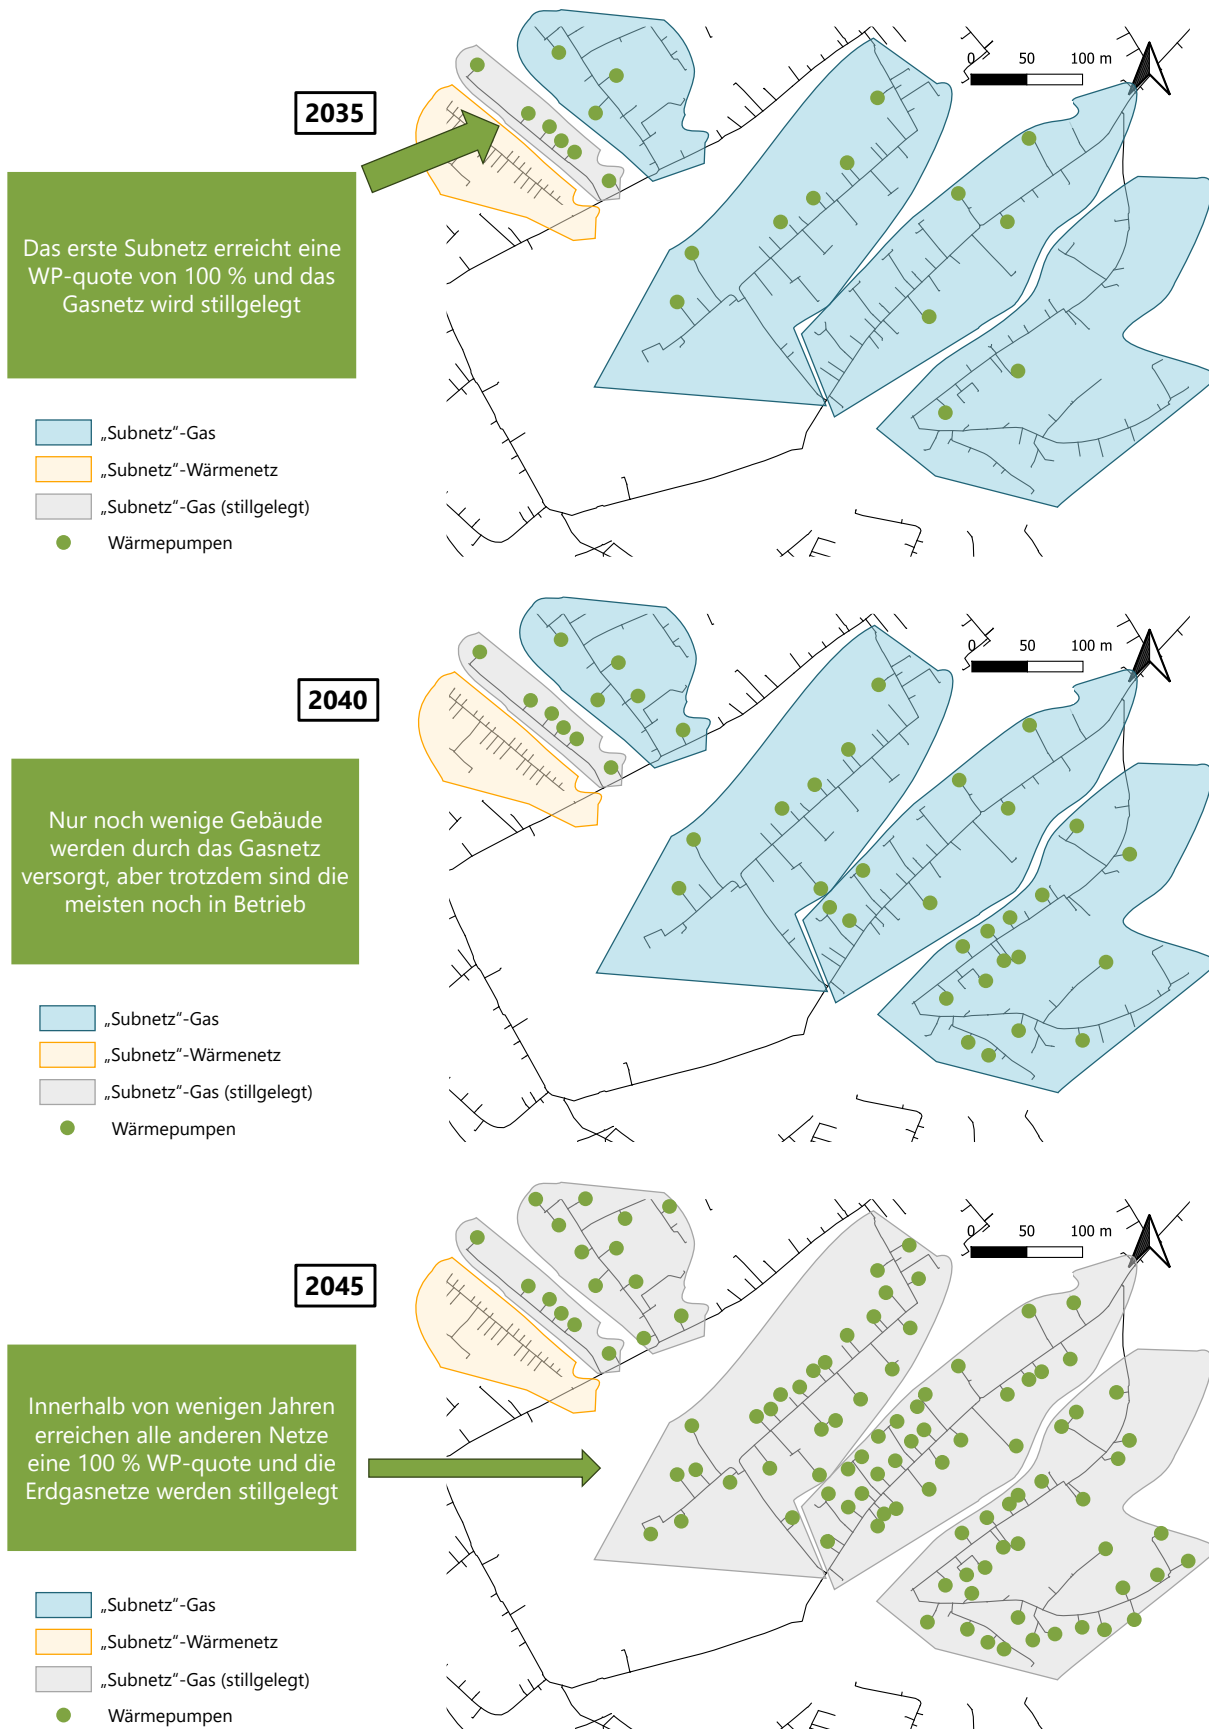 2035
0 50 100 m
Das erste Subnetz erreicht eine
WP-quote von 100 % und das
Gasnetz wird stillgelegt
„Subnetz“-Gas
„Subnetz“-Wärmenetz
„Subnetz“-Gas (stillgelegt)
Wärmepumpen
2040
0 50 100 m
Nur noch wenige Gebäude
werden durch das Gasnetz
versorgt, aber trotzdem sind die
meisten noch in Betrieb
„Subnetz“-Gas
„Subnetz“-Wärmenetz
„Subnetz“-Gas (stillgelegt)
Wärmepumpen
2045
0 50 100 m
Innerhalb von wenigen Jahren
erreichen alle anderen Netze
eine 100 % WP-quote und die
Erdgasnetze werden stillgelegt
„Subnetz“-Gas
„Subnetz“-Wärmenetz
„Subnetz“-Gas (stillgelegt)
Wärmepumpen